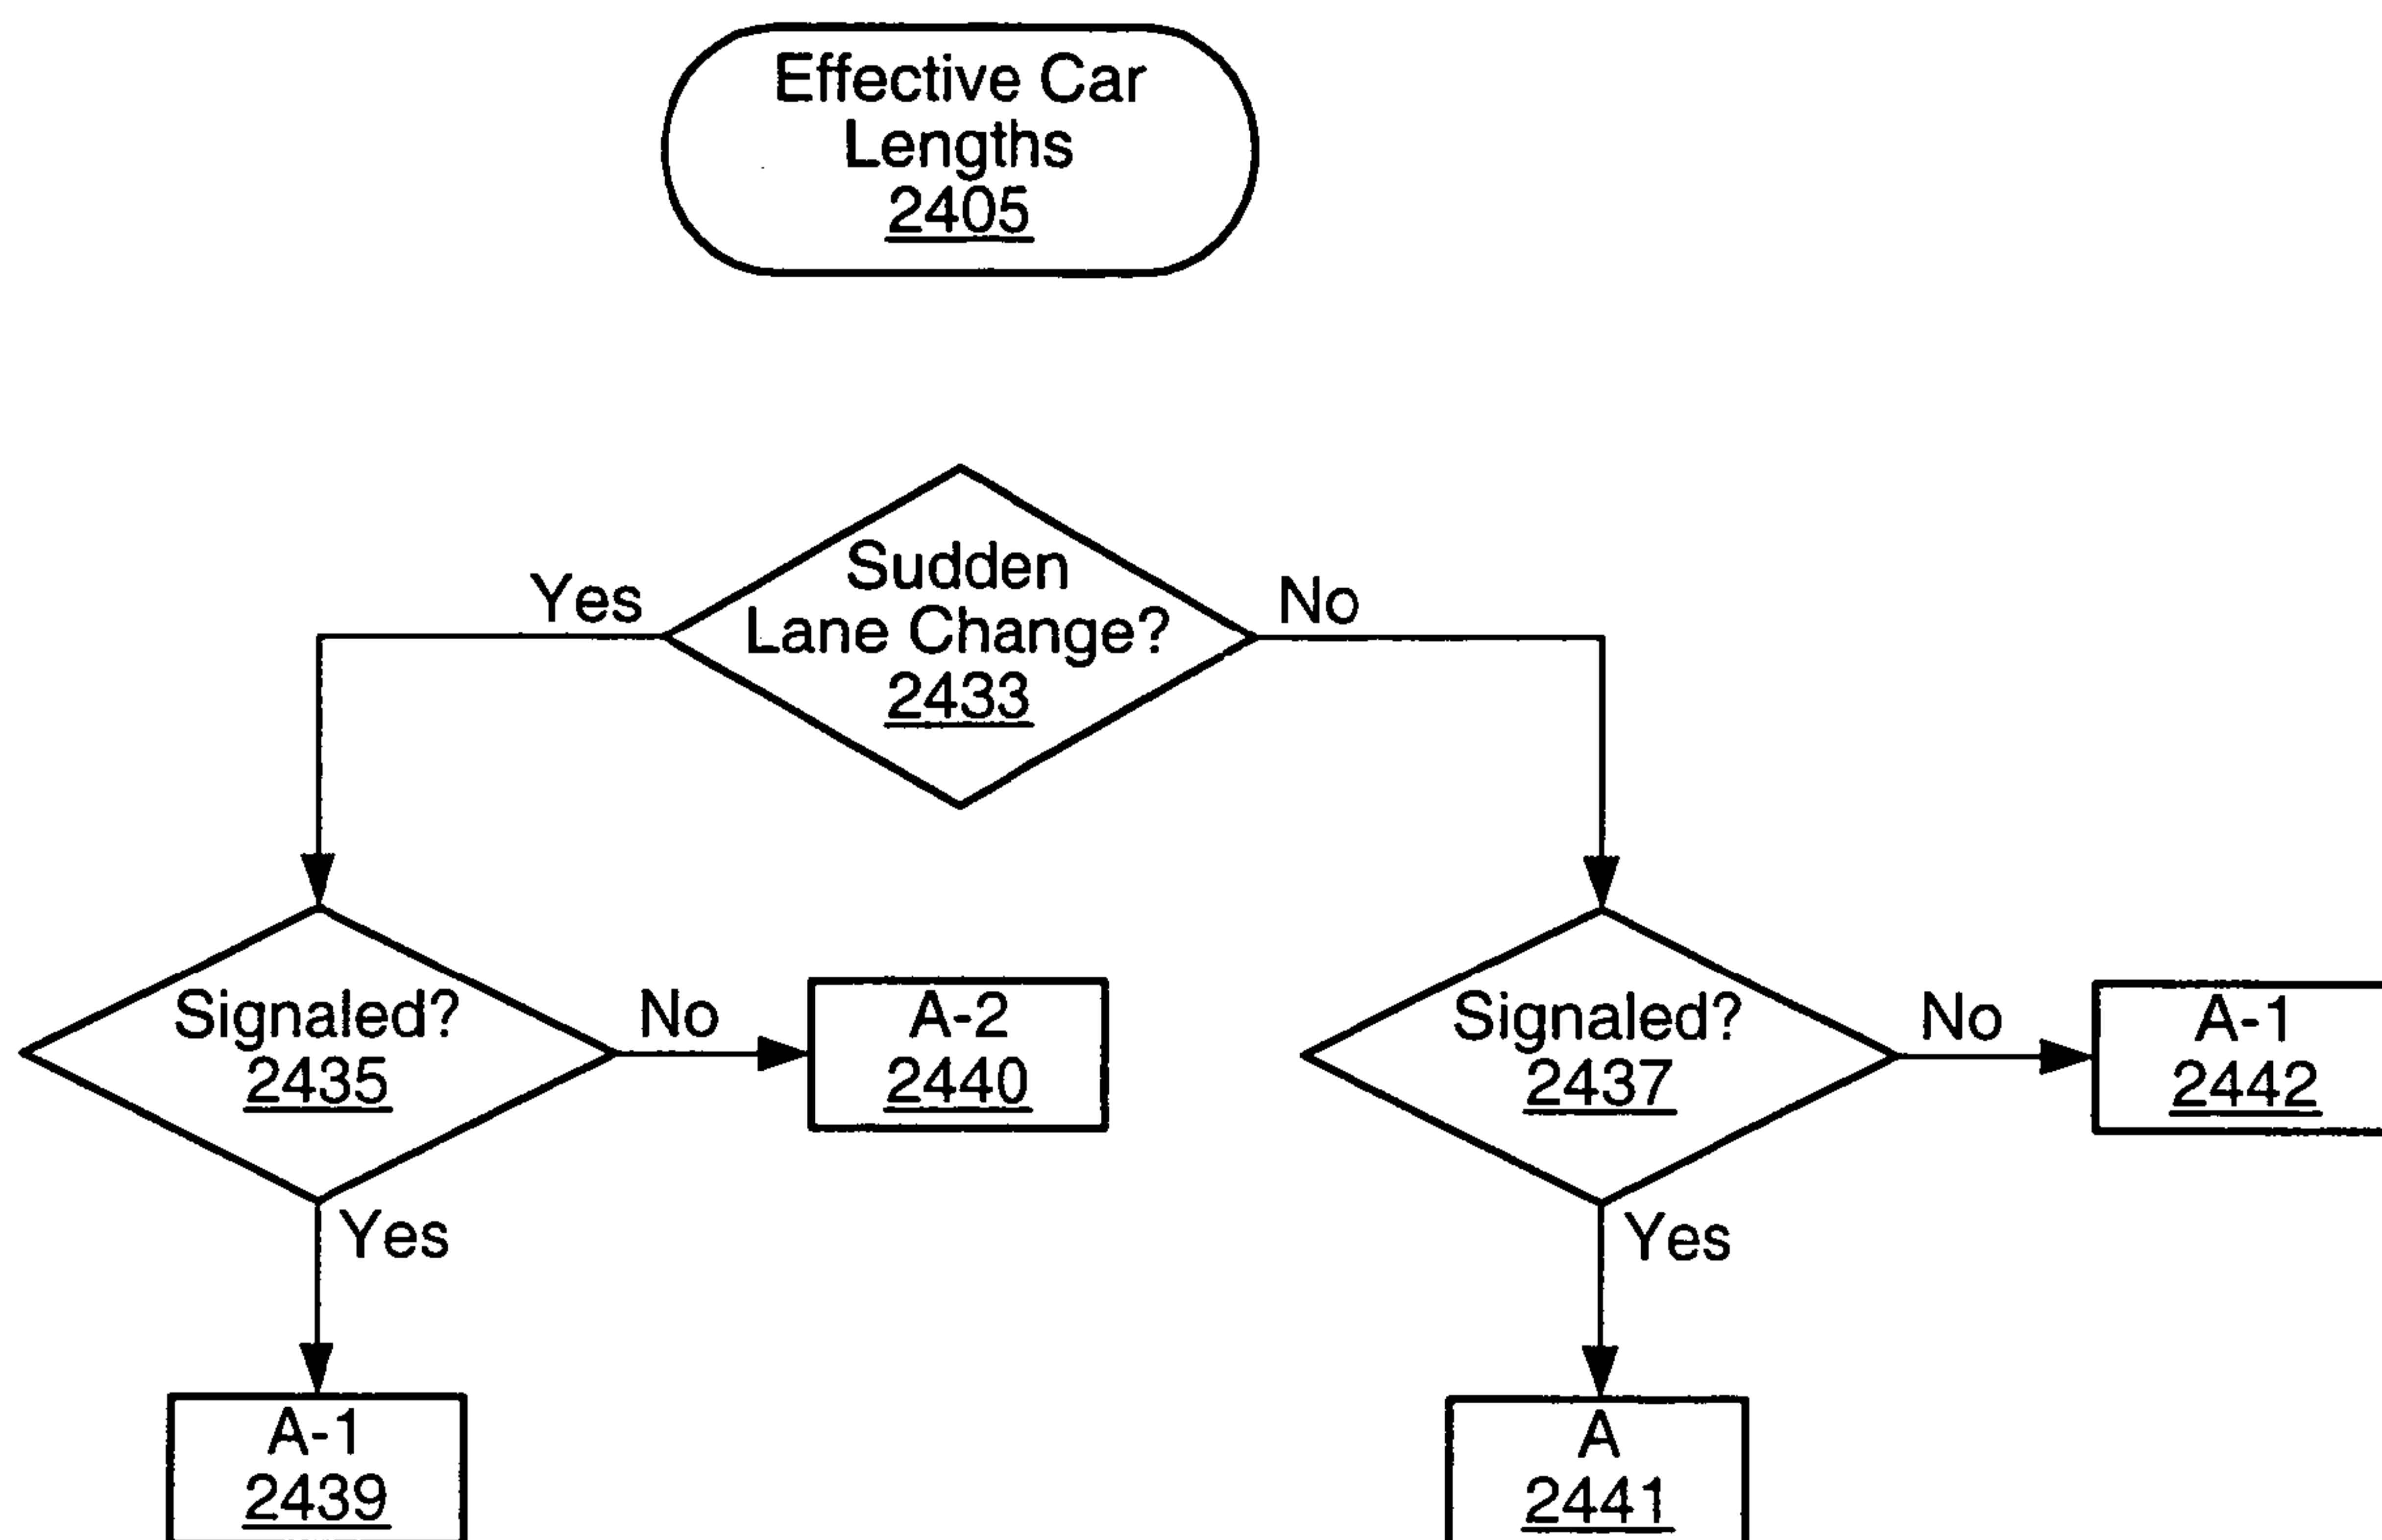 Effective Car
Lengths
2405
Sudden
Lane Change?
2433
Yes
No
Signaled?
2435
No
A-2
2440
Signaled?
2437
No
A-1
2442
Yes
Yes
A-1
2439
A
2441